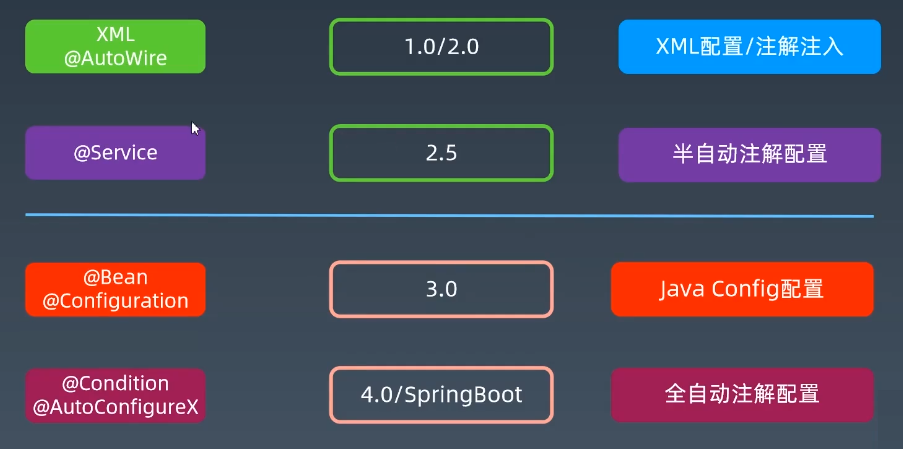 XML
@AutoWire
1.0/2.0
XML配置/注解注入
@Service
2.5
半自动注解配置
@Bean
@Configuration
3.0
Java Config配置
@Condition
@AutoConfigureX
4.0/SpringBoot
全自动注解配置